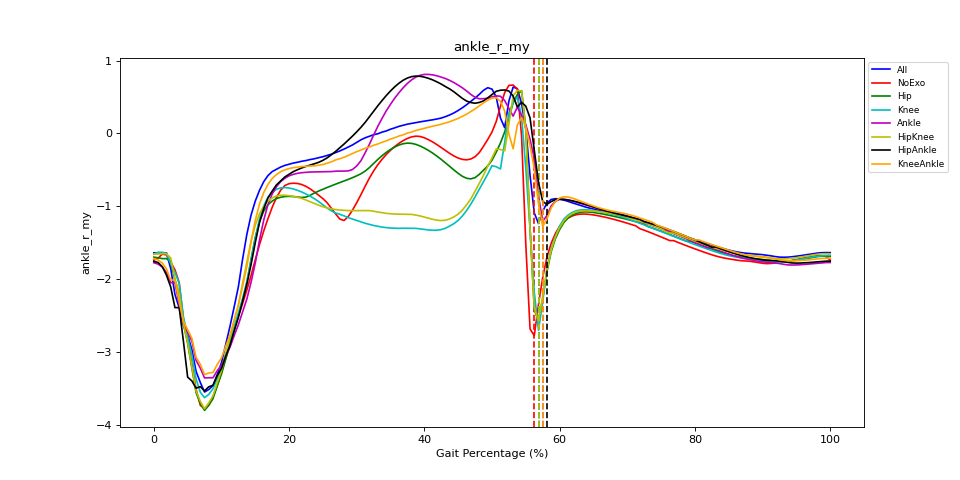 ankle_r_my
1
0
−1
−2
−3
−4
ankle_r_my
0
20
40
60
80
100
Gait Percentage (%)
All
NoExo
Hip
Knee
Ankle
HipKnee
HipAnkle
KneeAnkle